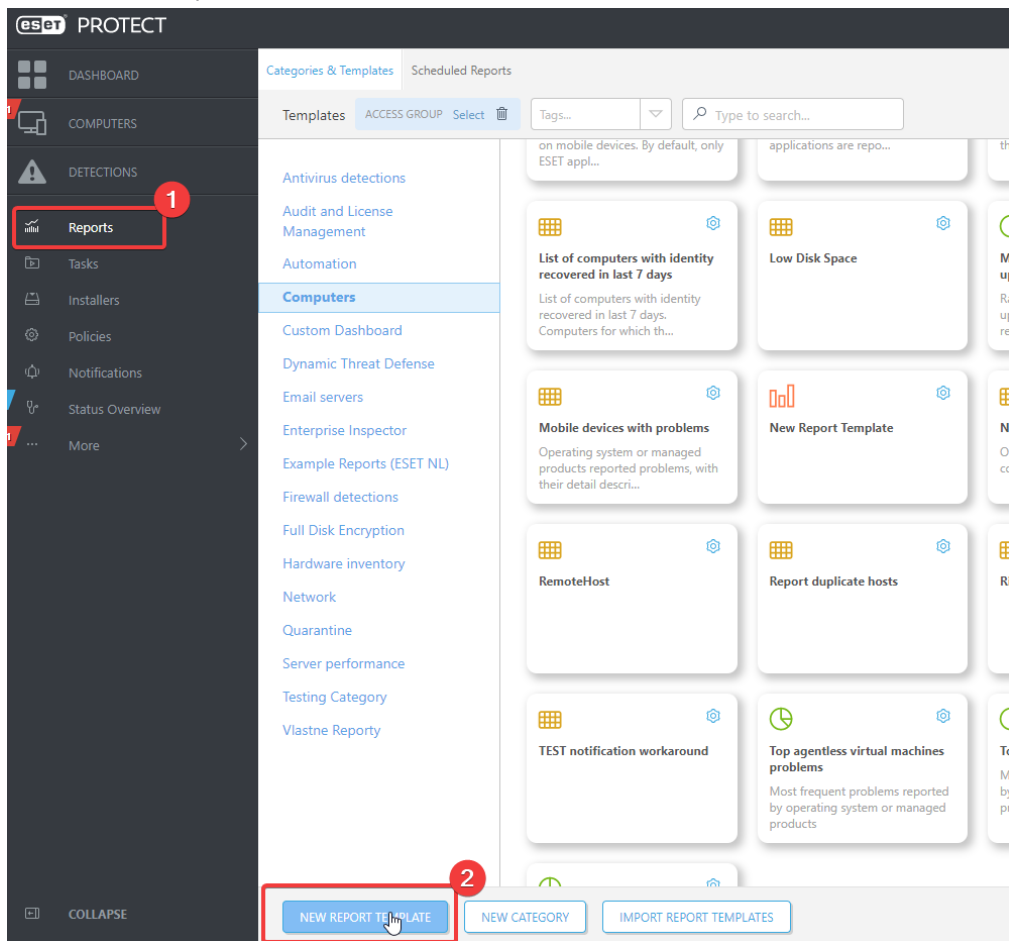 eseT PROTECT
DASHBOARD
COMPUTERS
DETECTIONS
1
Reports
Tasks
Installers
Policies
Notifications
Status Overview
More
COLLAPSE
Categories & Templates Scheduled Reports
Templates ACCESS GROUP Select Tags... Type to search...
Antivirus detections
Audit and License
Management
Automation
Computers
Custom Dashboard
Dynamic Threat Defense
Email servers
Enterprise Inspector
Example Reports (ESET NL)
Firewall detections
Full Disk Encryption
Hardware inventory
Network
Quarantine
Server performance
Testing Category
Vlastne Reporty
on mobile devices. By default, only
ESET appl...
applications are repo...
List of computers with identity
recovered in last 7 days
List of computers with identity
recovered in last 7 days.
Computers for which th...
Low Disk Space
Mobile devices with problems
Operating system or managed
products reported problems, with
their detail descri...
New Report Template
RemoteHost
Report duplicate hosts
TEST notification workaround
Top agentless virtual machines
problems
Most frequent problems reported
by operating system or managed
products
2
NEW REPORT TEMPLATE NEW CATEGORY IMPORT REPORT TEMPLATES